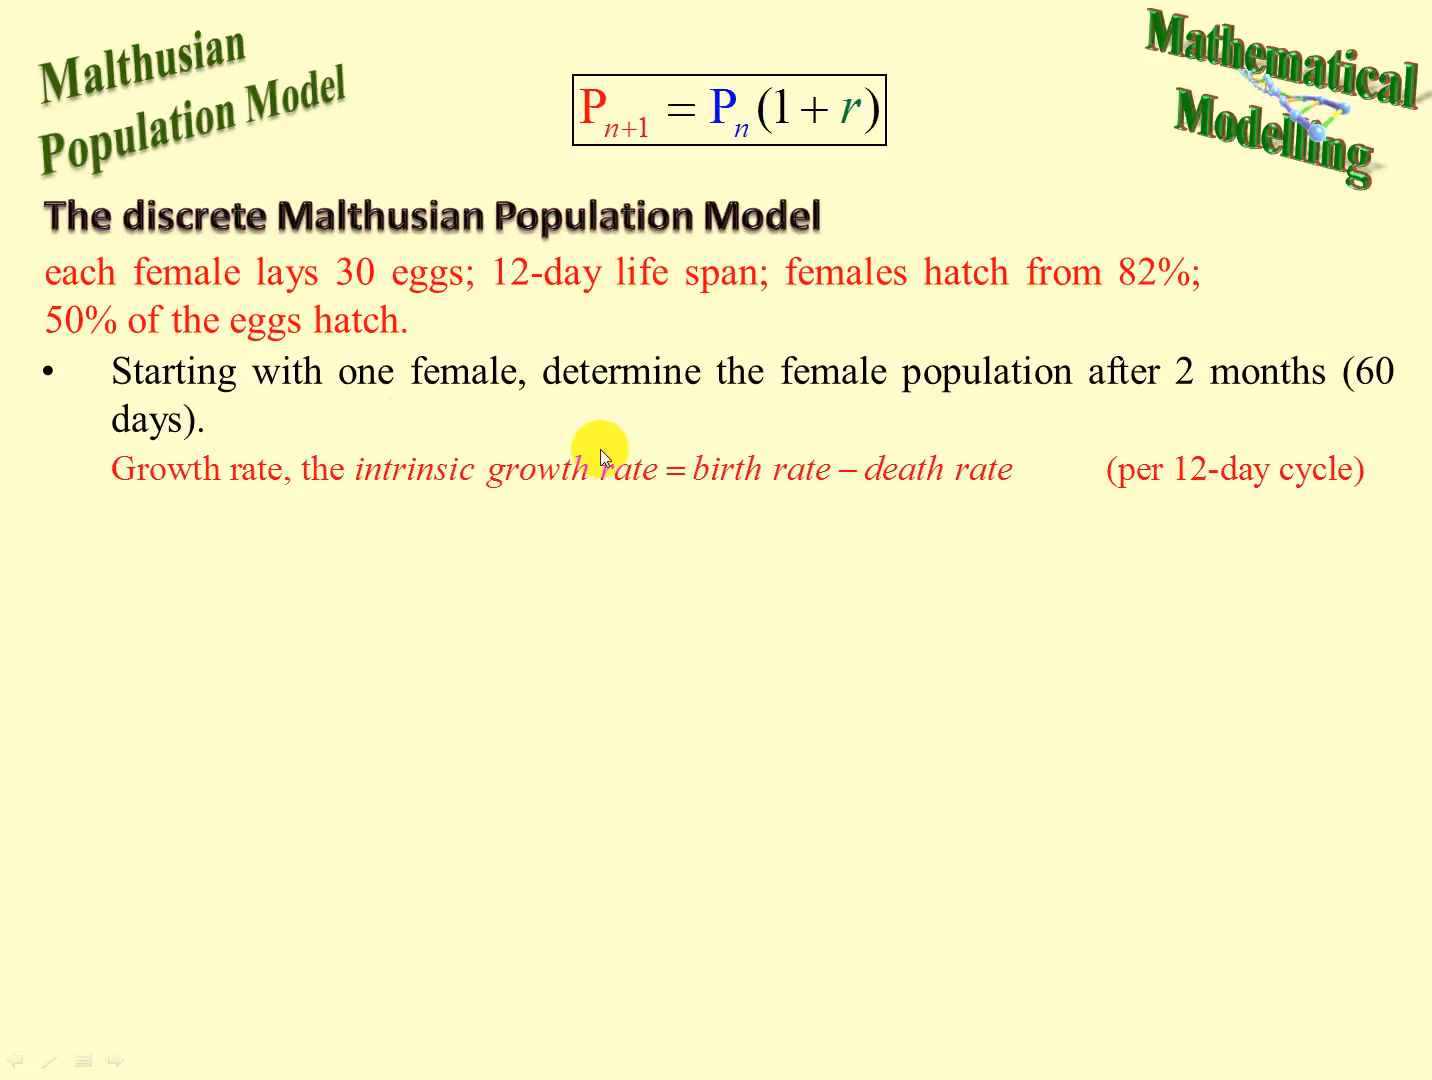 Malthusian
Population Model
P_{n+1} = P_n (1 + r)
Mathematical
Modelling
The discrete Malthusian Population Model
each female lays 30 eggs; 12-day life span; females hatch from 82%;
50% of the eggs hatch.
• Starting with one female, determine the female population after 2 months (60
days).
Growth rate, the intrinsic growth rate = birth rate – death rate (per 12-day cycle)